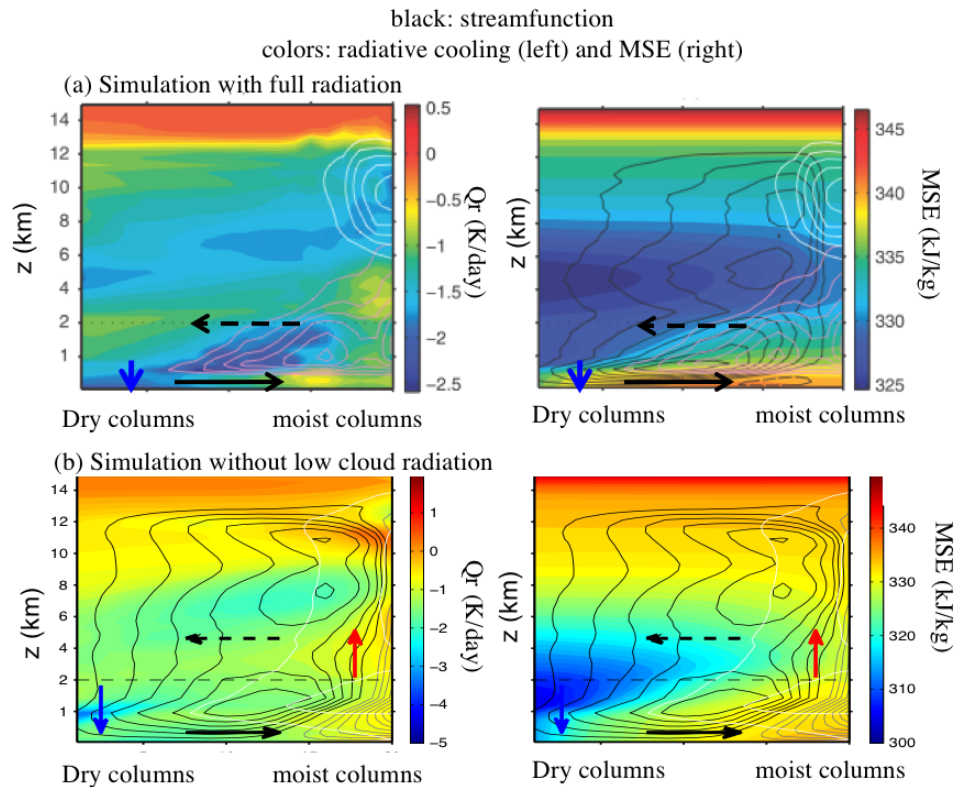 black: streamfunction
colors: radiative cooling (left) and MSE (right)
(a) Simulation with full radiation
14
12
10
8
6
4
2
1
z (km)
0.5
0
−0.5
−1
−1.5
−2
−2.5
Qr (K/day)
z (km)
345
340
335
330
325
MSE (kJ/kg)
Dry columns
moist columns
Dry columns
moist columns
(b) Simulation without low cloud radiation
14
12
10
8
6
4
2
1
z (km)
1
0
−1
−2
−3
−4
−5
Qr (K/day)
14
12
10
8
6
4
2
1
z (km)
340
330
320
310
300
MSE (kJ/kg)
Dry columns
moist columns
Dry columns
moist columns